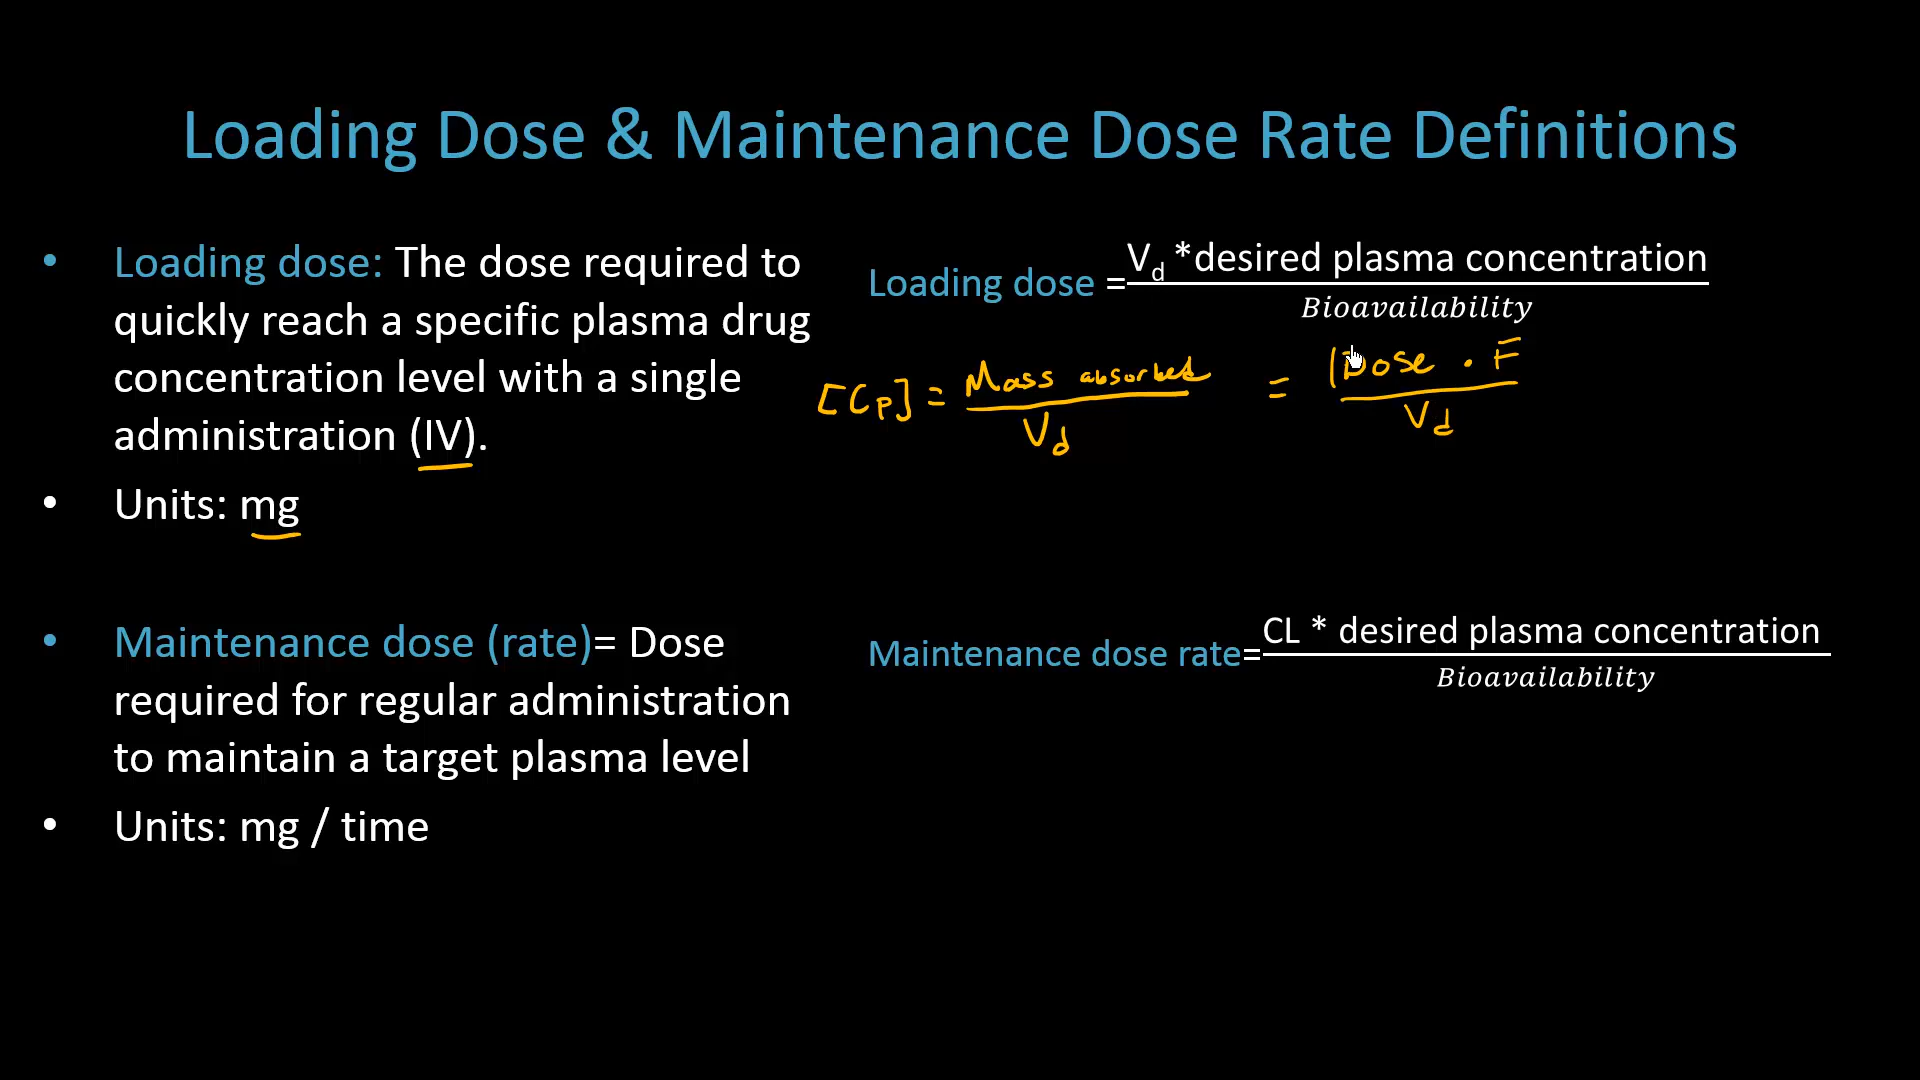 Loading Dose & Maintenance Dose Rate Definitions
• Loading dose: The dose required to
quickly reach a specific plasma drug
concentration level with a single
administration (IV).
• Units: mg
Loading dose = Vd *desired plasma concentration
Bioavailability
[Cp] = Mass absorbed = Dose · F
Vd Vd
• Maintenance dose (rate)= Dose
required for regular administration
to maintain a target plasma level
• Units: mg / time
Maintenance dose rate= CL * desired plasma concentration
Bioavailability